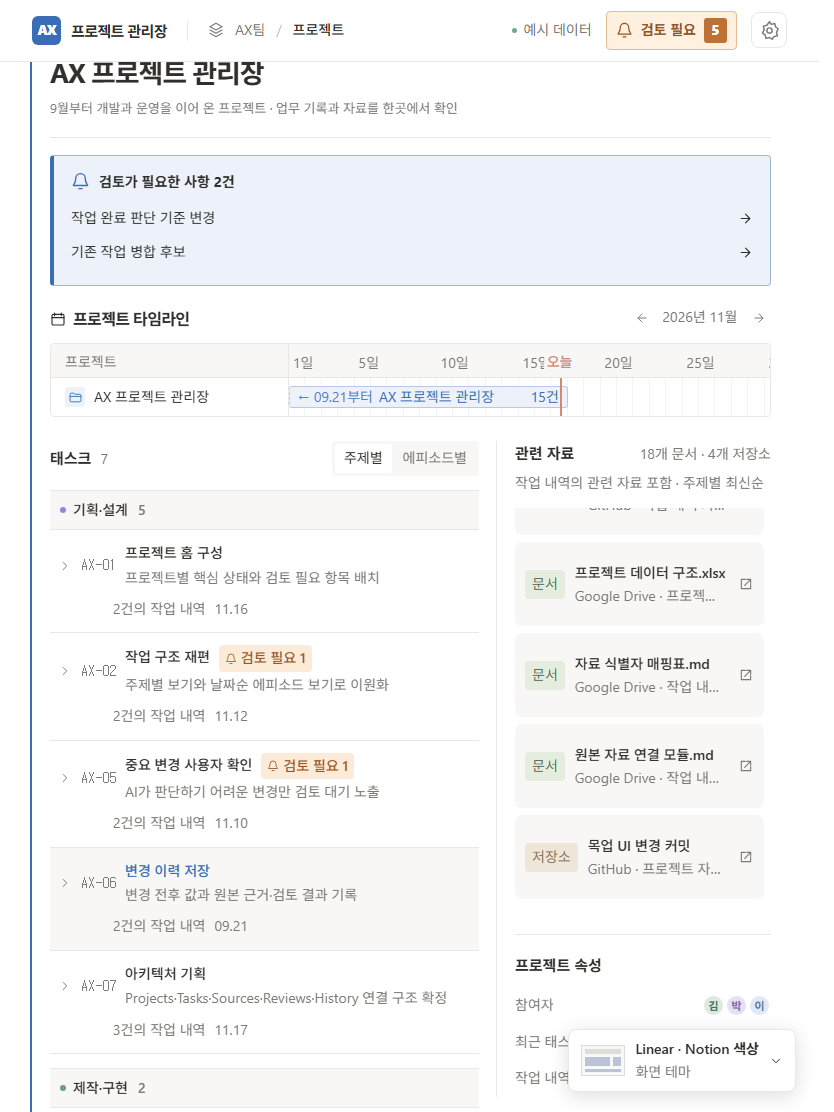 AX 프로젝트 관리장
AX팀 / 프로젝트
예시 데이터
검토 필요 5
AX 프로젝트 관리장
9월부터 개발과 운영을 이어 온 프로젝트 · 업무 기록과 자료를 한곳에서 확인
검토가 필요한 사항 2건
작업 완료 판단 기준 변경 →
기존 작업 병합 후보 →
프로젝트 타임라인
← 2026년 11월 →
프로젝트 1일 5일 10일 15일 오늘 20일 25일
AX 프로젝트 관리장
← 09.21부터 AX 프로젝트 관리장 15건
태스크 7
주제별 에피소드별
기획·설계 5
AX-01 프로젝트 홈 구성
프로젝트별 핵심 상태와 검토 필요 항목 배치
2건의 작업 내역 11.16
AX-02 작업 구조 재편 검토 필요 1
주제별 보기와 날짜순 에피소드 보기로 이원화
2건의 작업 내역 11.12
AX-05 중요 변경 사용자 확인 검토 필요 1
AI가 판단하기 어려운 변경만 검토 대기 노출
2건의 작업 내역 11.10
AX-06 변경 이력 저장
변경 전후 값과 원본 근거·검토 결과 기록
2건의 작업 내역 09.21
AX-07 아키텍처 기획
Projects·Tasks·Sources·Reviews·History 연결 구조 확정
3건의 작업 내역 11.17
제작·구현 2
관련 자료
18개 문서 · 4개 저장소
작업 내역의 관련 자료 포함 · 주제별 최신순
문서
프로젝트 데이터 구조.xlsx
Google Drive · 프로젝...
문서
자료 식별자 매핑표.md
Google Drive · 작업 내...
문서
원본 자료 연결 모듈.md
Google Drive · 작업 내...
저장소
목업 UI 변경 커밋
GitHub · 프로젝트 자...
프로젝트 속성
참여자 김 박 이
최근 태스
작업 내역
Linear · Notion 색상
화면 테마